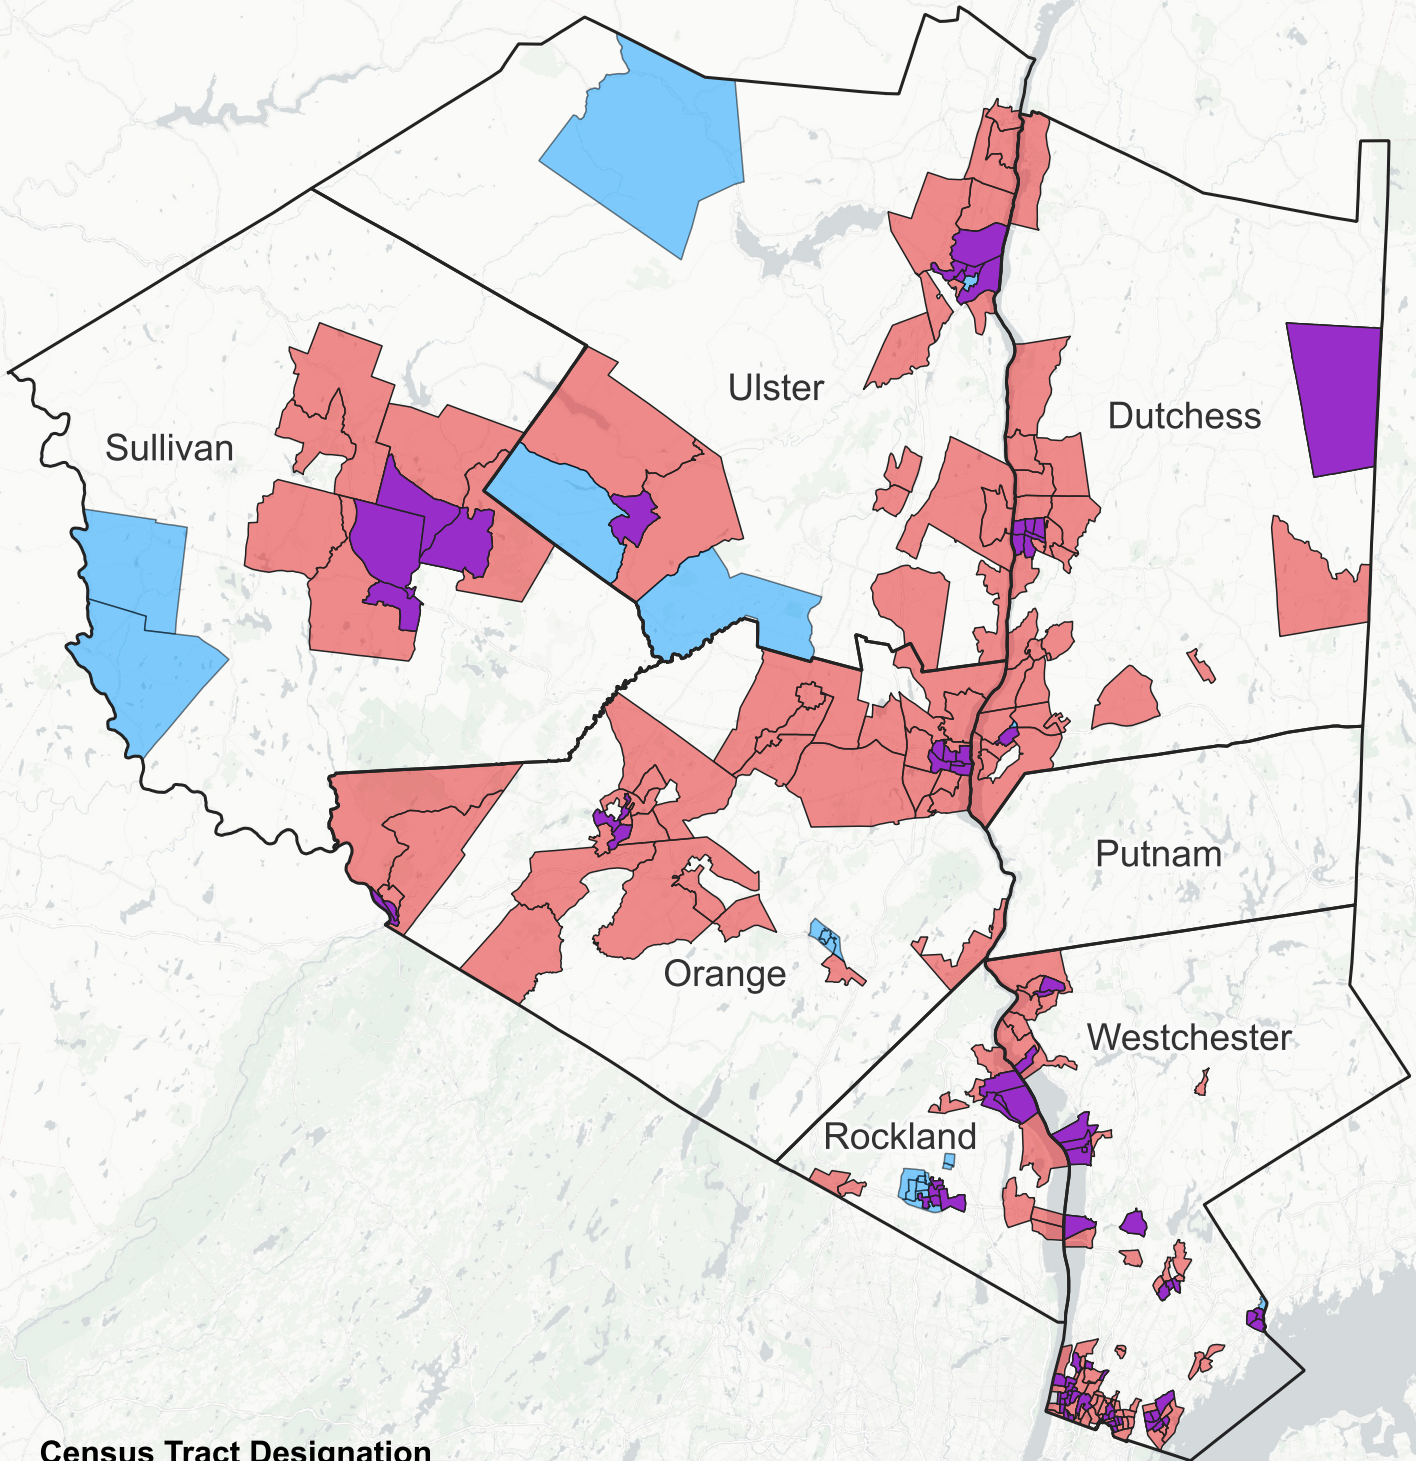 Ulster
Dutchess
Sullivan
Putnam
Orange
Westchester
Rockland
Census Tract Designation